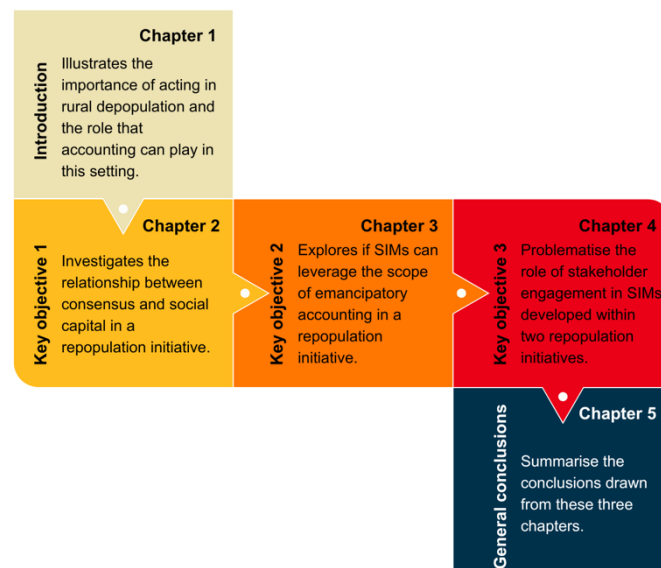 Chapter 1
Introduction
Illustrates the
importance of acting in
rural depopulation and
the role that
accounting can play in
this setting.
Chapter 2
Key objective 1
Investigates the
relationship between
consensus and social
capital in a
repopulation initiative.
Chapter 3
Key objective 2
Explores if SIMs can
leverage the scope
of emancipatory
accounting in a
repopulation
initiative.
Chapter 4
Key objective 3
Problematise the
role of stakeholder
engagement in SIMs
developed within
two repopulation
initiatives.
Chapter 5
General conclusions
Summarise the
conclusions drawn
from these three
chapters.